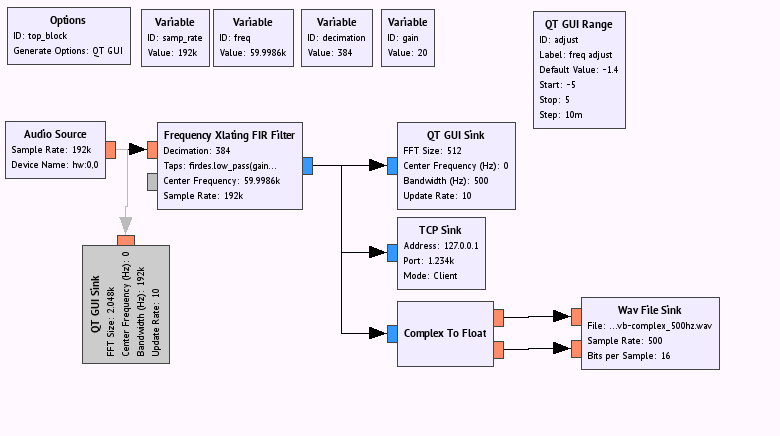 Options
ID: top_block
Generate Options: QT GUI
Variable
ID: samp_rate
Value: 192k
Variable
ID: freq
Value: 59.9986k
Variable
ID: decimation
Value: 384
Variable
ID: gain
Value: 20
QT GUI Range
ID: adjust
Label: freq adjust
Default Value: -1.4
Start: -5
Stop: 5
Step: 10m
Audio Source
Sample Rate: 192k
Device Name: hw:0,0
Frequency Xlating FIR Filter
Decimation: 384
Taps: firdes.low_pass(gain...
Center Frequency: 59.9986k
Sample Rate: 192k
QT GUI Sink
FFT Size: 512
Center Frequency (Hz): 0
Bandwidth (Hz): 500
Update Rate: 10
TCP Sink
Address: 127.0.0.1
Port: 1.234k
Mode: Client
QT GUI Sink
FFT Size: 2.048k
Center Frequency (Hz): 0
Bandwidth (Hz): 192k
Update Rate: 10
Complex To Float
Wav File Sink
File: ...vb-complex_500hz.wav
Sample Rate: 500
Bits per Sample: 16